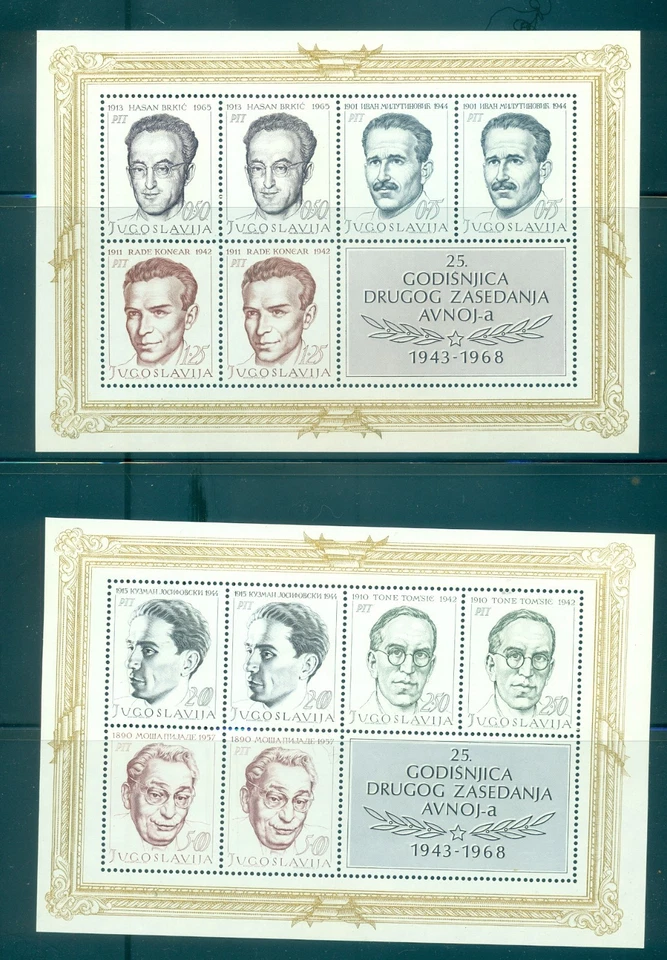 1913 HASAN BRKIĆ 1965
PTT
0.50
JUGOSLAVIJA
1913 HASAN BRKIĆ 1965
PTT
0.50
JUGOSLAVIJA
1901 ИВАН МИЛУТИНОВИЋ 1944
PTT
0.75
JUGOSLAVIJA
1901 ИВАН МИЛУТИНОВИЋ 1944
PTT
0.75
JUGOSLAVIJA
1911 RADE KONČAR 1942
PTT
1.25
JUGOSLAVIJA
1911 RADE KONČAR 1942
PTT
1.25
JUGOSLAVIJA
25.
GODIŠNJICA
DRUGOG ZASEDANJA
AVNOJ-a
1943-1968
1915 КУЗМАН ЈОСИФОВСКИ 1944
PTT
2.00
JUGOSLAVIJA
1915 КУЗМАН ЈОСИФОВСКИ 1944
PTT
2.00
JUGOSLAVIJA
1910 TONE TOMŠIČ 1942
PTT
2.50
JUGOSLAVIJA
1910 TONE TOMŠIČ 1942
PTT
2.50
JUGOSLAVIJA
1890 МОША ПИЈАДЕ 1957
PTT
5.00
JUGOSLAVIJA
1890 МОША ПИЈАДЕ 1957
PTT
5.00
JUGOSLAVIJA
25.
GODIŠNJICA
DRUGOG ZASEDANJA
AVNOJ-a
1943-1968